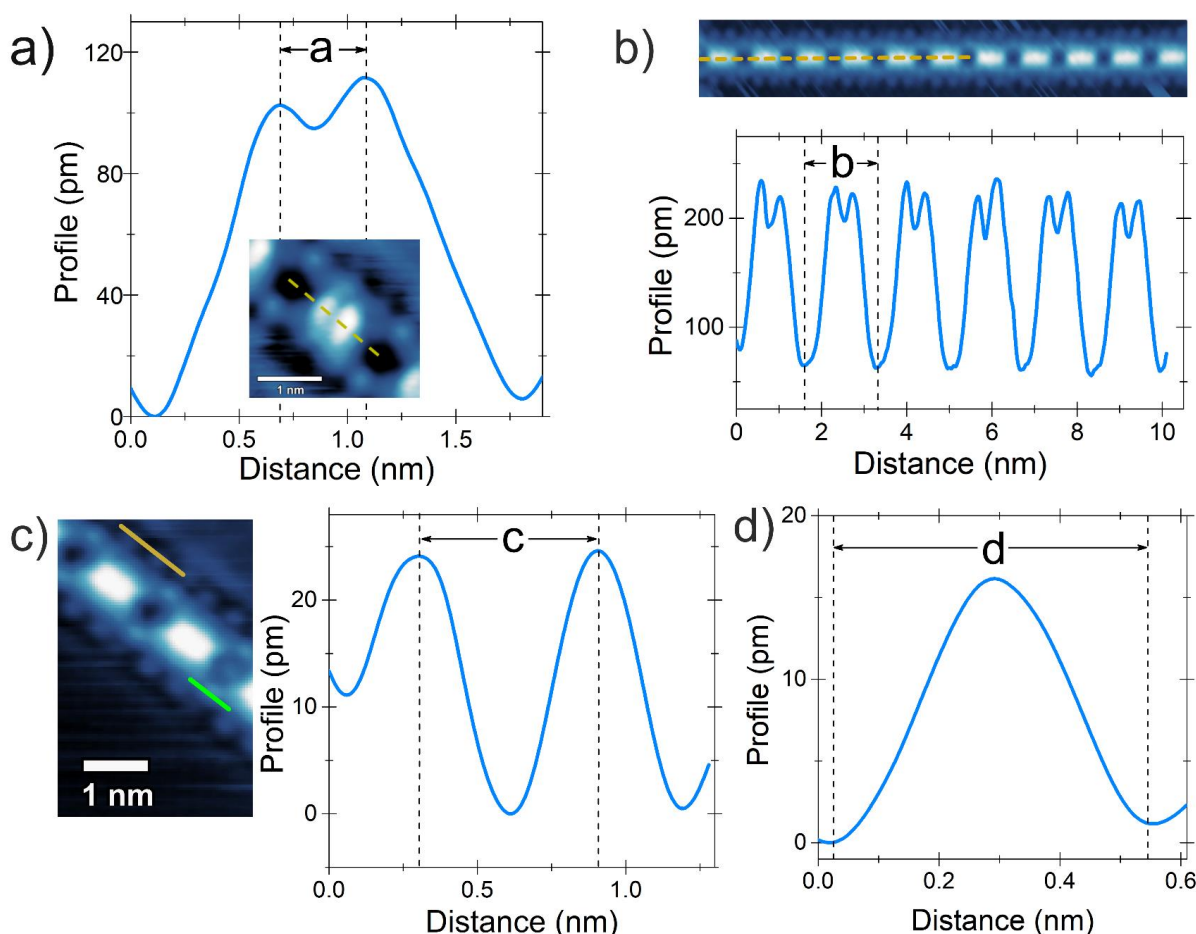 a)
a
120
80
40
0
Profile (pm)
0.0 0.5 1.0 1.5
Distance (nm)
1 nm
b)
b
200
100
Profile (pm)
0 2 4 6 8 10
Distance (nm)
c)
1 nm
c
20
10
0
Profile (pm)
0.0 0.5 1.0
Distance (nm)
d)
d
20
10
0
Profile (pm)
0.0 0.2 0.4 0.6
Distance (nm)